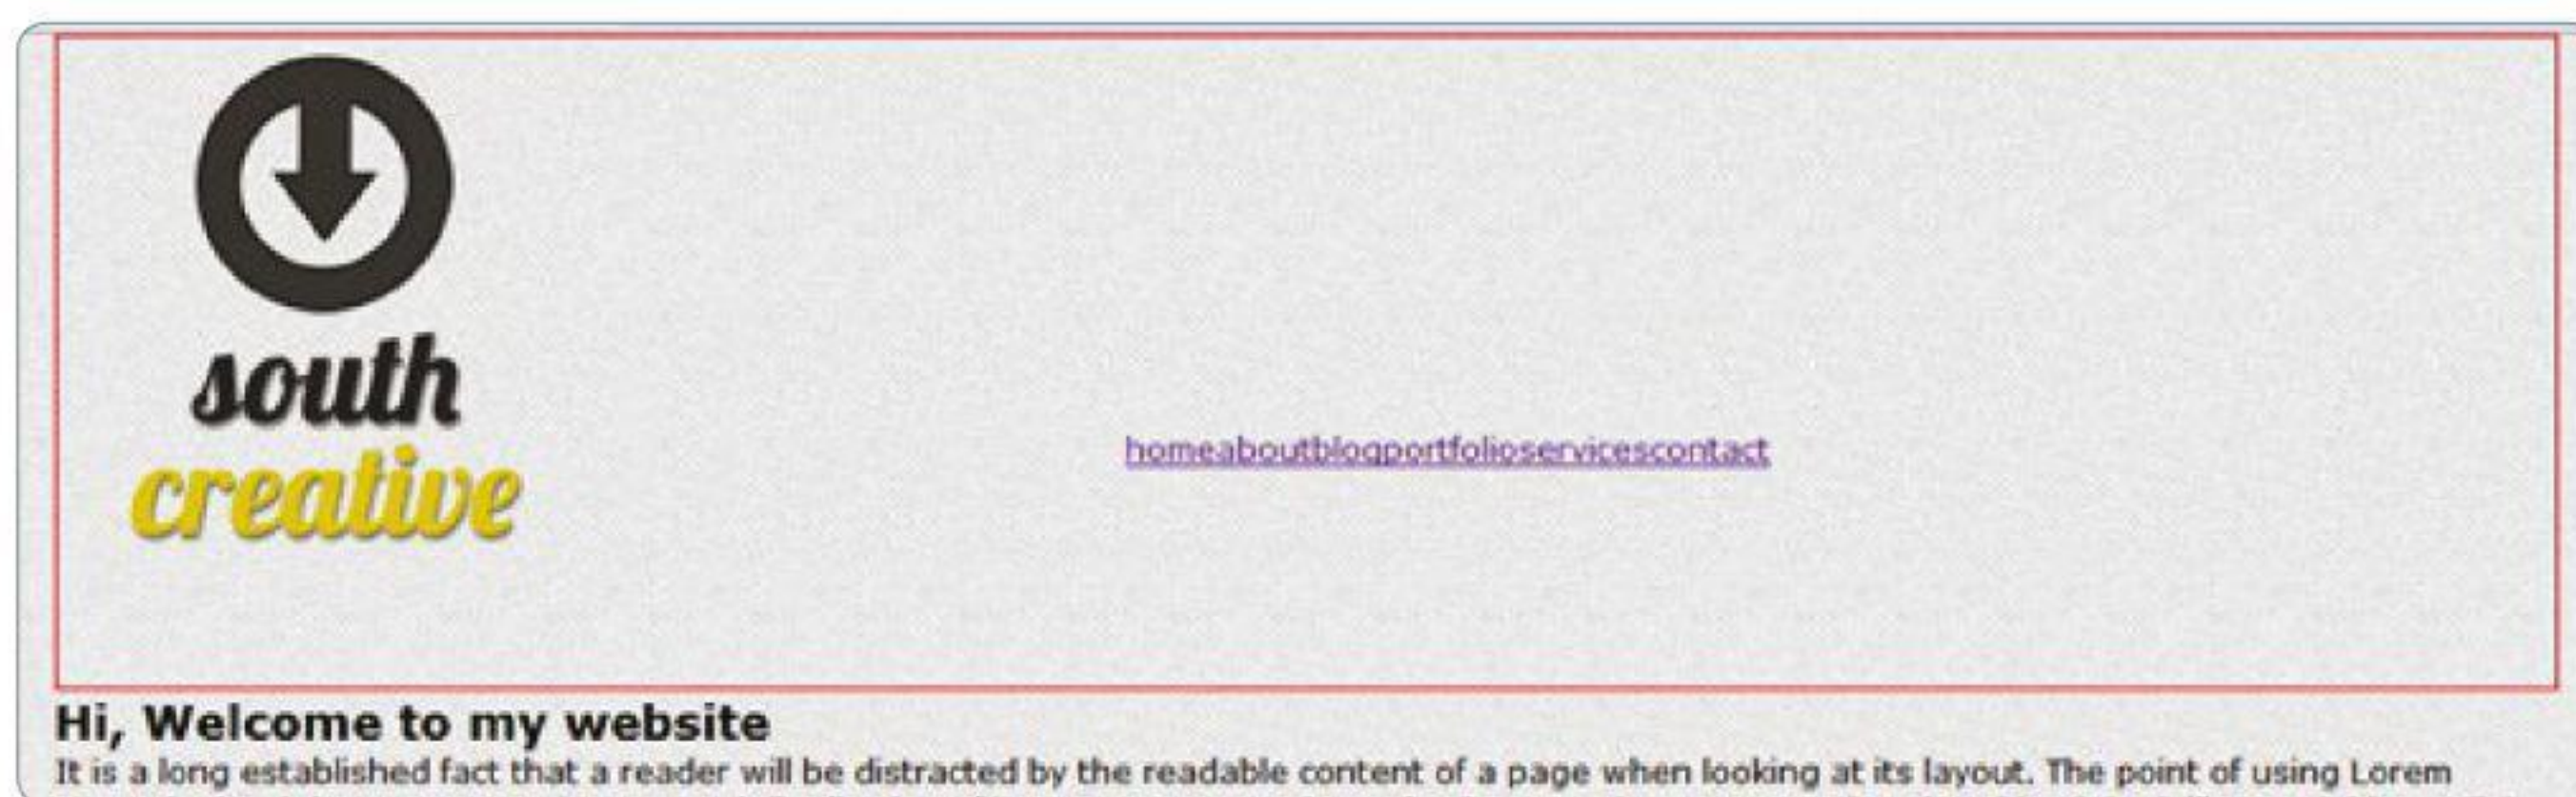 south
creative
homeaboutblogportfolioservicescontact
Hi, Welcome to my website
It is a long established fact that a reader will be distracted by the readable content of a page when looking at its layout. The point of using Lorem